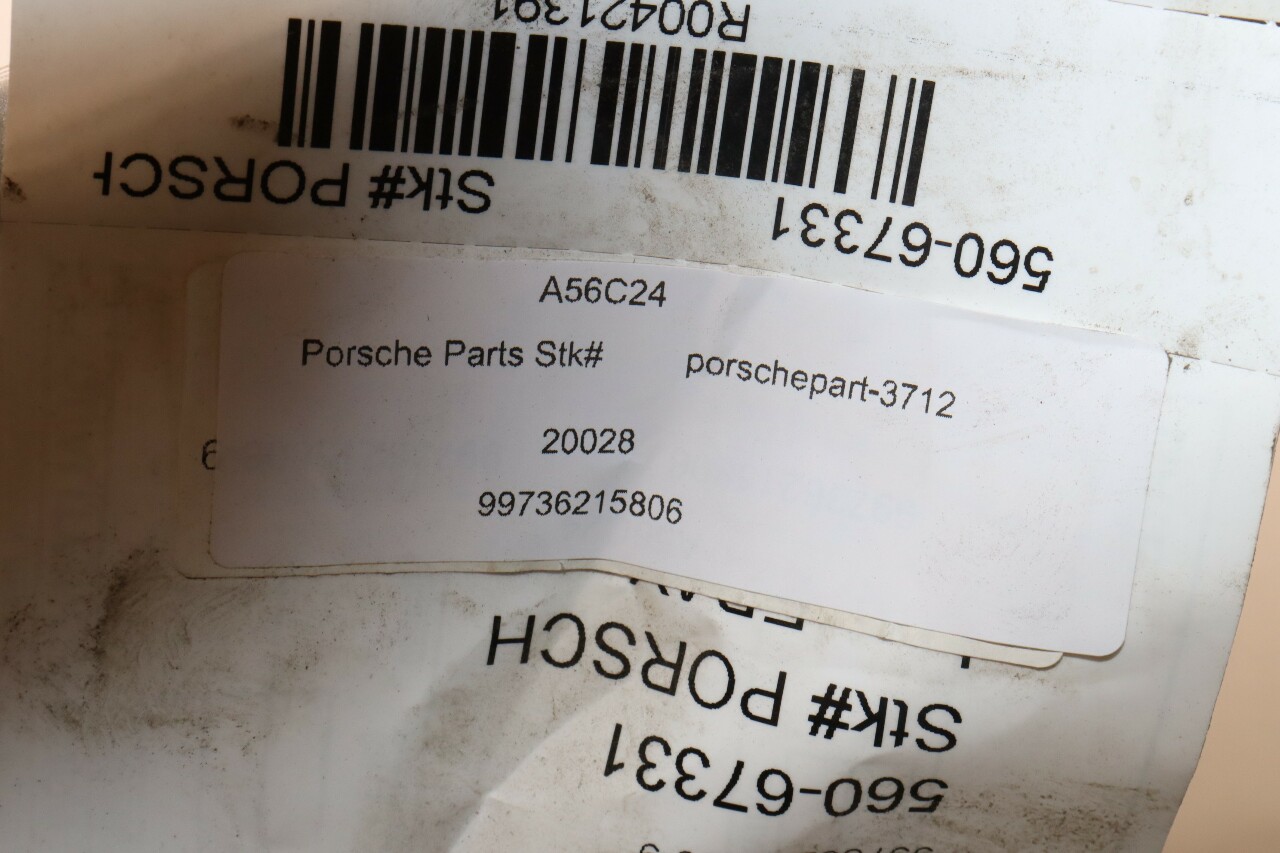 R00421391
Stk# PORSCH
560-67331
A56C24
Porsche Parts Stk# porschepart-3712
20028
99736215806
Stk# PORSCH
560-67331